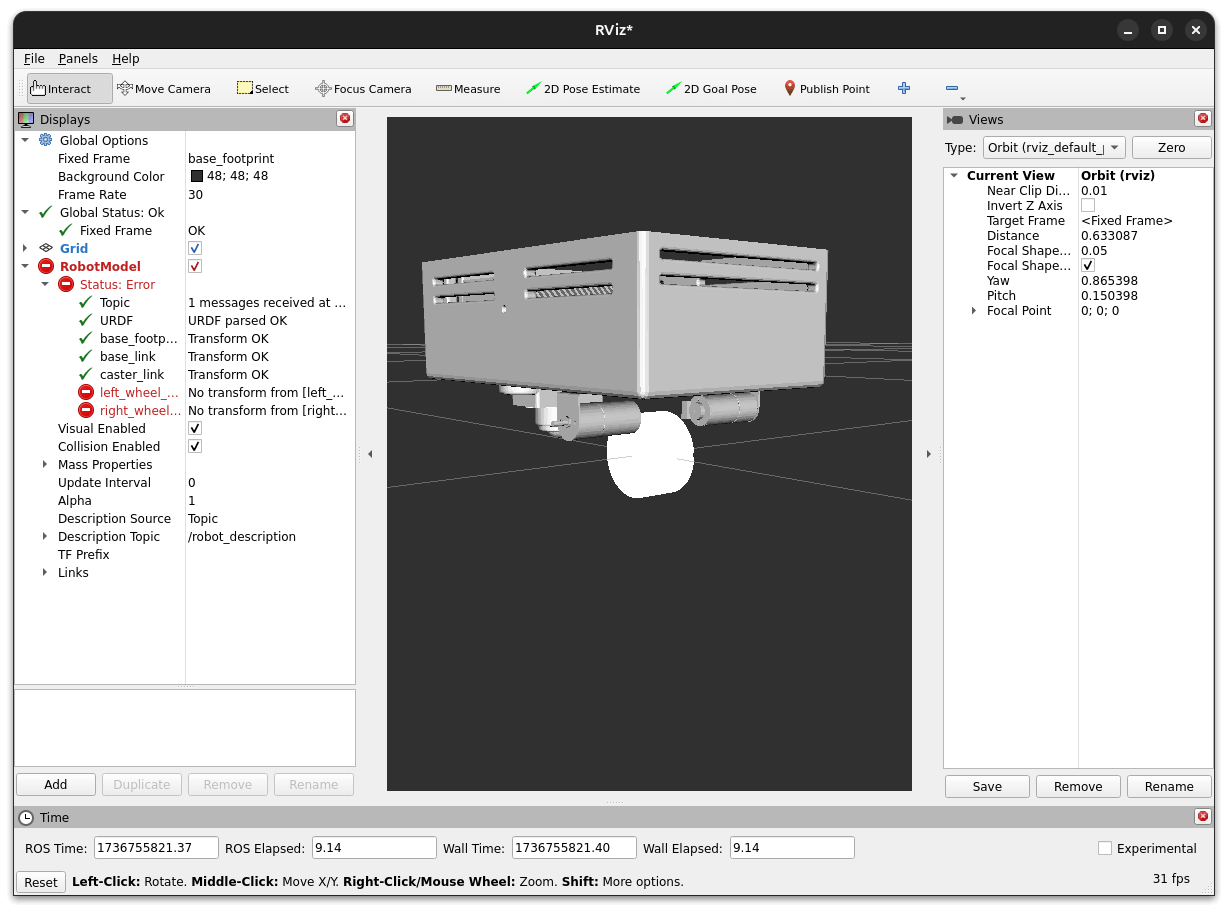 RViz*
File Panels Help
Interact Move Camera Select Focus Camera Measure 2D Pose Estimate 2D Goal Pose Publish Point
Displays
Global Options
Fixed Frame base_footprint
Background Color 48; 48; 48
Frame Rate 30
Global Status: Ok
Fixed Frame OK
Grid
RobotModel
Status: Error
Topic 1 messages received at ...
URDF URDF parsed OK
base_footp... Transform OK
base_link Transform OK
caster_link Transform OK
left_wheel_... No transform from [left_...
right_wheel... No transform from [right...
Visual Enabled
Collision Enabled
Mass Properties
Update Interval 0
Alpha 1
Description Source Topic
Description Topic /robot_description
TF Prefix
Links
Add Duplicate Remove Rename
Views
Type: Orbit (rviz_default_ Zero
Current View Orbit (rviz)
Near Clip Di... 0.01
Invert Z Axis
Target Frame <Fixed Frame>
Distance 0.633087
Focal Shape... 0.05
Focal Shape...
Yaw 0.865398
Pitch 0.150398
Focal Point 0; 0; 0
Save Remove Rename
Time
ROS Time: 1736755821.37 ROS Elapsed: 9.14 Wall Time: 1736755821.40 Wall Elapsed: 9.14 Experimental
Reset Left-Click: Rotate. Middle-Click: Move X/Y. Right-Click/Mouse Wheel: Zoom. Shift: More options. 31 fps